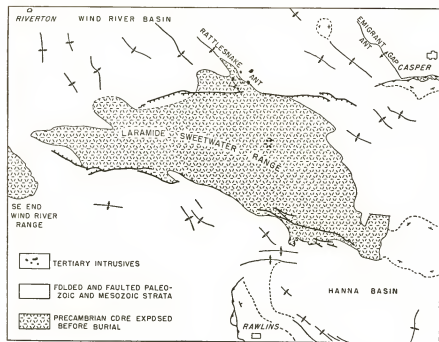 RIVERTON
WIND RIVER BASIN
RATTLESNAKE
ANT.
EMIGRANT GAP
ANT.
CASPER
LARAMIDE SWEETWATER RANGE
SE END
WIND RIVER
RANGE
TERTIARY INTRUSIVES
FOLDED AND FAULTED PALEO-
ZOIC AND MESOZOIC STRATA
PRECAMBRIAN CORE EXPOSED
BEFORE BURIAL
HANNA BASIN
RAWLINS